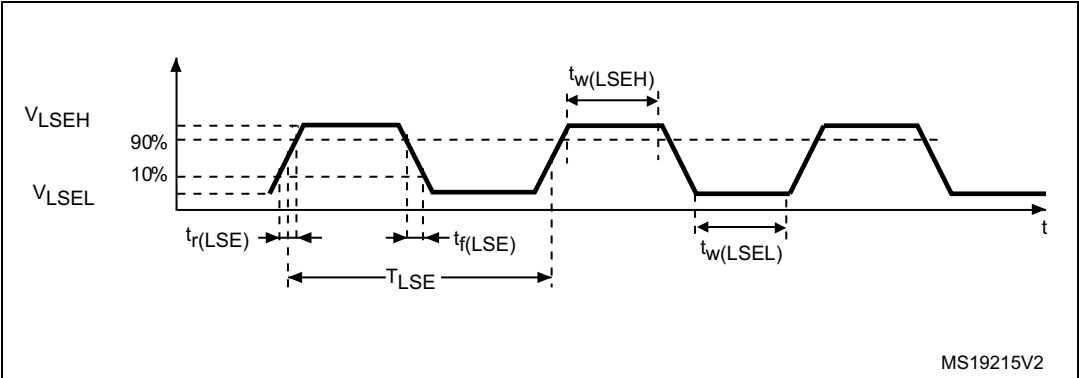 tw(LSEH)
VLSEH
90%
10%
VLSEL
tr(LSE)
tf(LSE)
tw(LSEL)
t
TLSE
MS19215V2